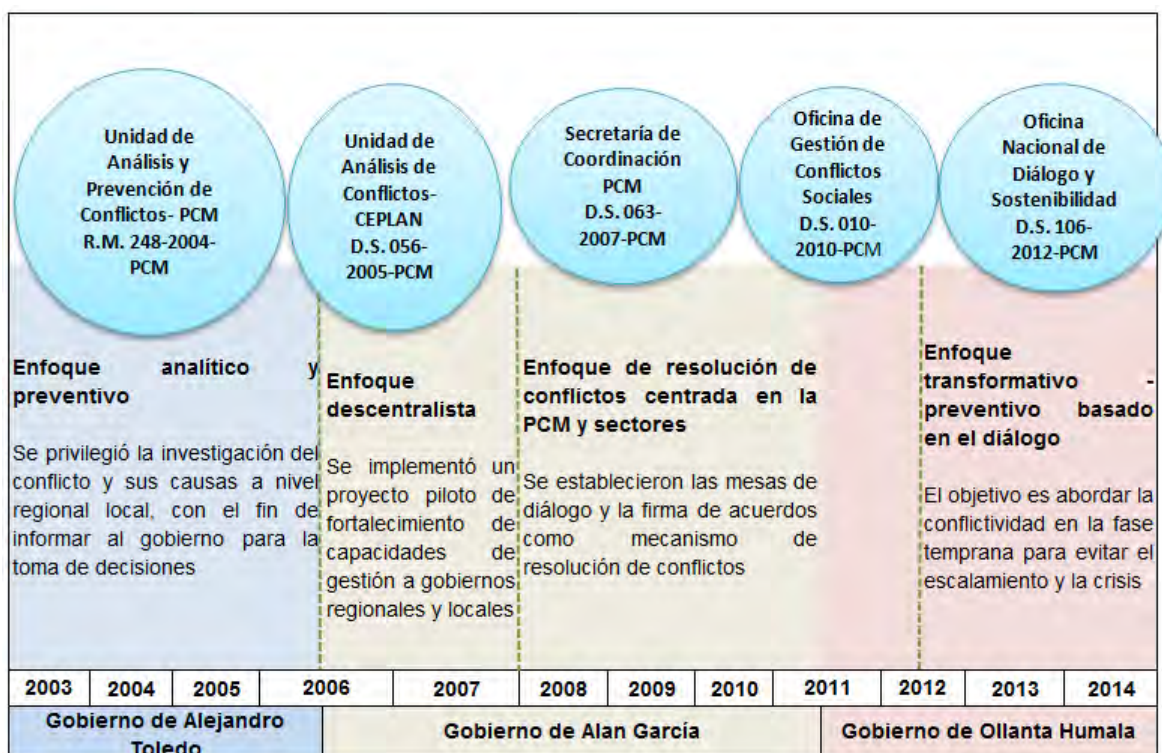 Unidad de
Análisis y
Prevención de
Conflictos- PCM
R.M. 248-2004-
PCM
Unidad de
Análisis de
Conflictos-
CEPLAN
D.S. 056-
2005-PCM
Secretaría de
Coordinación
PCM
D.S. 063-
2007-PCM
Oficina de
Gestión de
Conflictos
Sociales
D.S. 010-
2010-PCM
Oficina
Nacional de
Diálogo y
Sostenibilidad
D.S. 106-
2012-PCM
Enfoque analítico y
preventivo
Se privilegió la investigación del
conflicto y sus causas a nivel
regional local, con el fin de
informar al gobierno para la
toma de decisiones
Enfoque
descentralista
Se implementó un
proyecto piloto de
fortalecimiento de
capacidades de
gestión a gobiernos
regionales y locales
Enfoque de resolución de
conflictos centrada en la
PCM y sectores
Se establecieron las mesas de
diálogo y la firma de acuerdos
como mecanismo de
resolución de conflictos
Enfoque
transformativo -
preventivo basado
en el diálogo
El objetivo es abordar la
conflictividad en la fase
temprana para evitar el
escalamiento y la crisis
2003 2004 2005 2006 2007 2008 2009 2010 2011 2012 2013 2014
Gobierno de Alejandro
Toledo
Gobierno de Alan García
Gobierno de Ollanta Humala